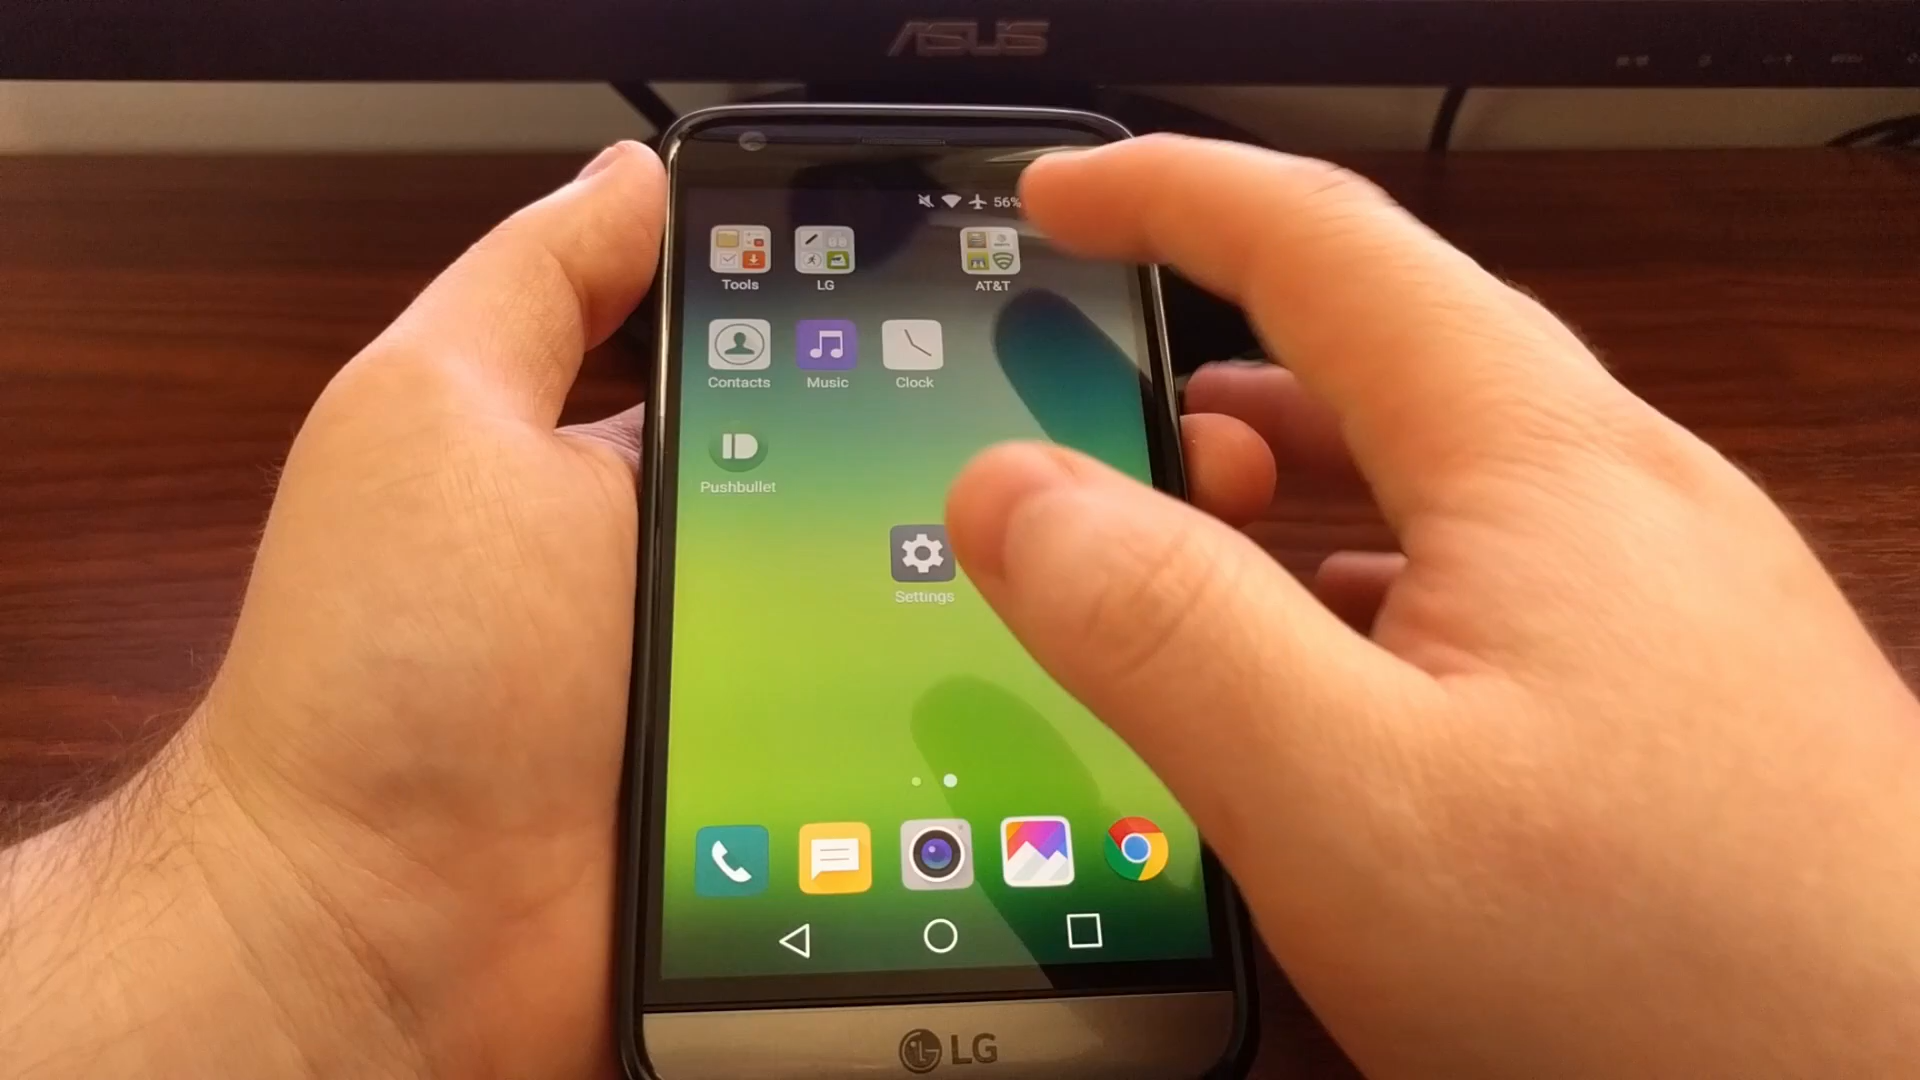 ASUS
56%
Tools
LG
AT&T
Contacts
Music
Clock
Pushbullet
Settings
LG